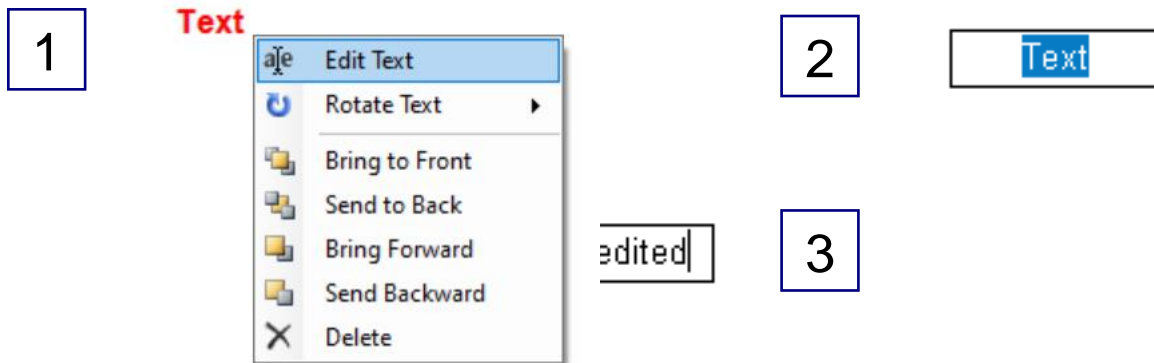 1
Text
Edit Text
Rotate Text
Bring to Front
Send to Back
Bring Forward
Send Backward
Delete
2
Text
edited
3